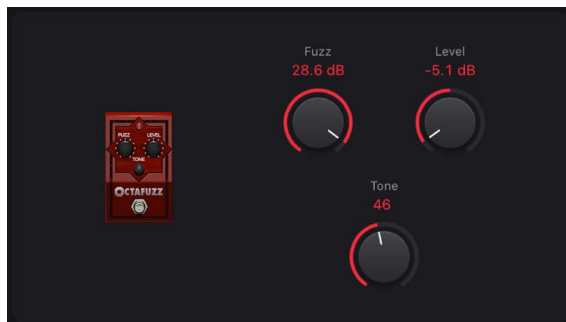 Fuzz
28.6 dB
Level
-5.1 dB
Tone
46
FUZZ LEVEL
TONE
OCTAFUZZ